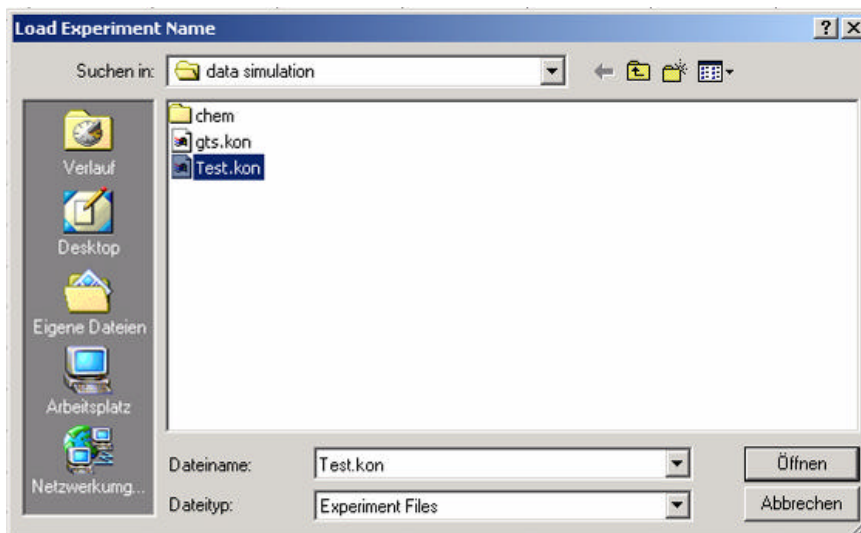 Load Experiment Name
Suchen in: data simulation
chem
gts.kon
Test.kon
Verlauf
Desktop
Eigene Dateien
Arbeitsplatz
Netzwerkumg...
Dateiname: Test.kon Öffnen
Dateityp: Experiment Files Abbrechen